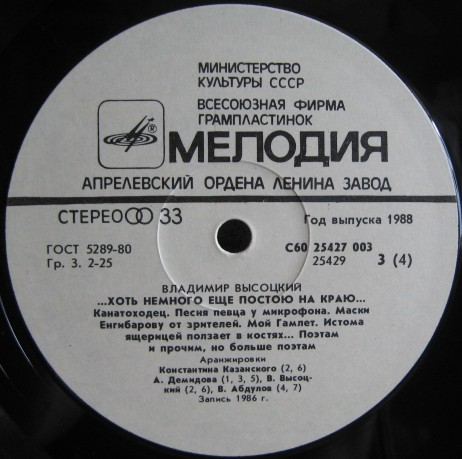 МИНИСТЕРСТВО
КУЛЬТУРЫ СССР
ВСЕСОЮЗНАЯ ФИРМА
ГРАМПЛАСТИНОК
®
МЕЛОДИЯ
АПРЕЛЕВСКИЙ ОРДЕНА ЛЕНИНА ЗАВОД
СТЕРЕО 33
Год выпуска 1988
ГОСТ 5289-80
С60 25427 003
Гр. 3. 2-25
25429 3 (4)
ВЛАДИМИР ВЫСОЦКИЙ
...ХОТЬ НЕМНОГО ЕЩЕ ПОСТОЮ НА КРАЮ...
Канатоходец. Песня певца у микрофона. Маски
Енгибарову от зрителей. Мой Гамлет. Истома
ящерицей ползает в костях... Поэтам
и прочим, но больше поэтам
Аранжировки
Константина Казанского (2, 6)
А. Демидова (1, 3, 5), В. Высоц-
кий (2, 6), В. Абдулов (4, 7)
Запись 1986 г.